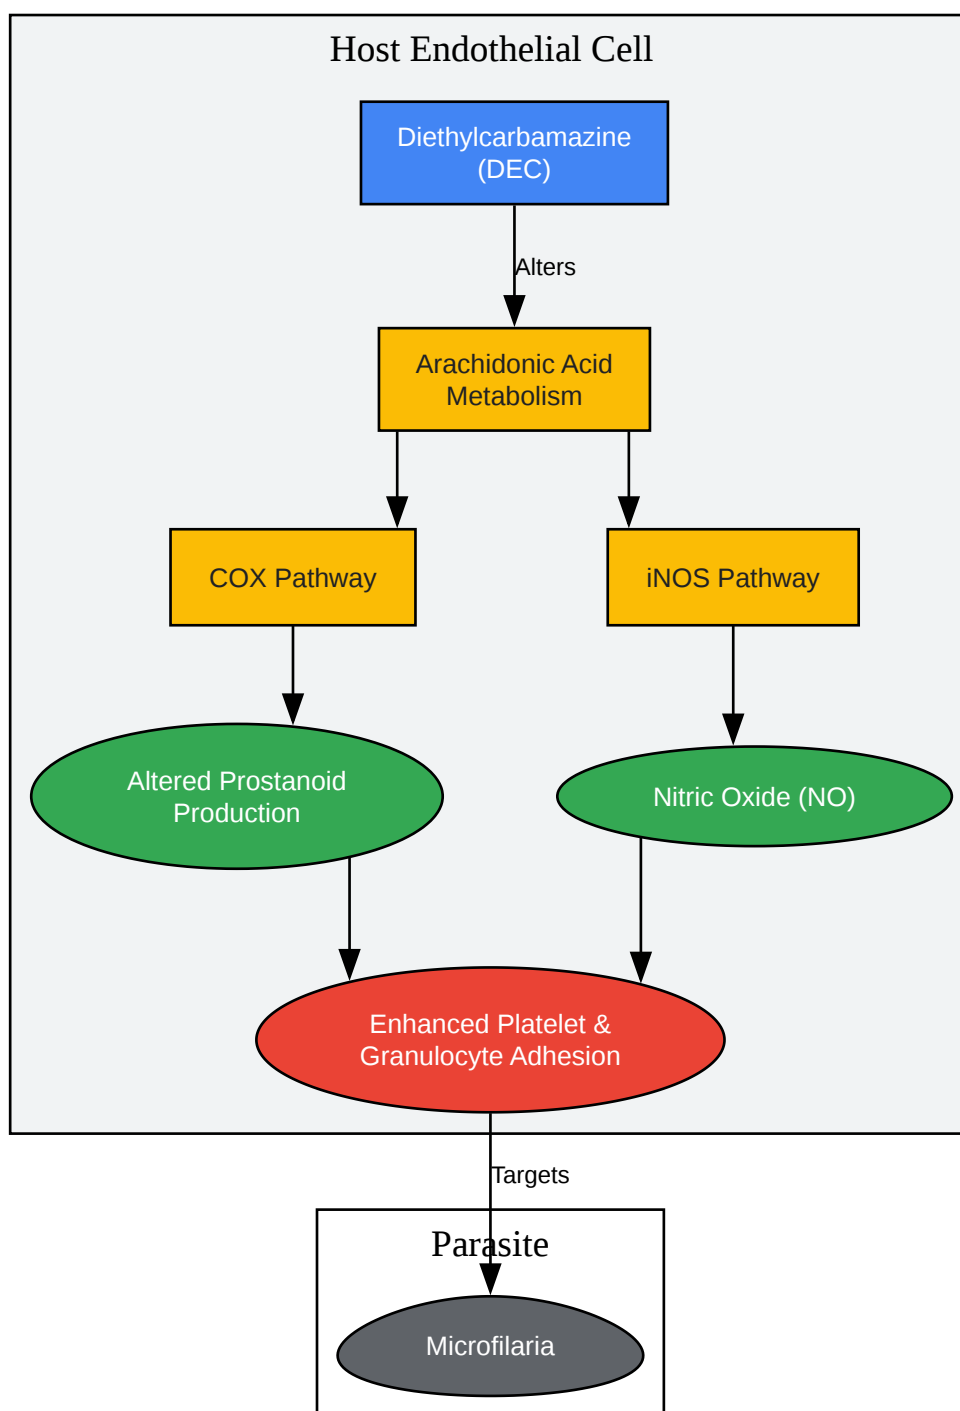 Host Endothelial Cell
Diethylcarbamazine
(DEC)
Alters
Arachidonic Acid
Metabolism
COX Pathway
iNOS Pathway
Altered Prostanoid
Production
Nitric Oxide (NO)
Enhanced Platelet &
Granulocyte Adhesion
Targets
Parasite
Microfilaria